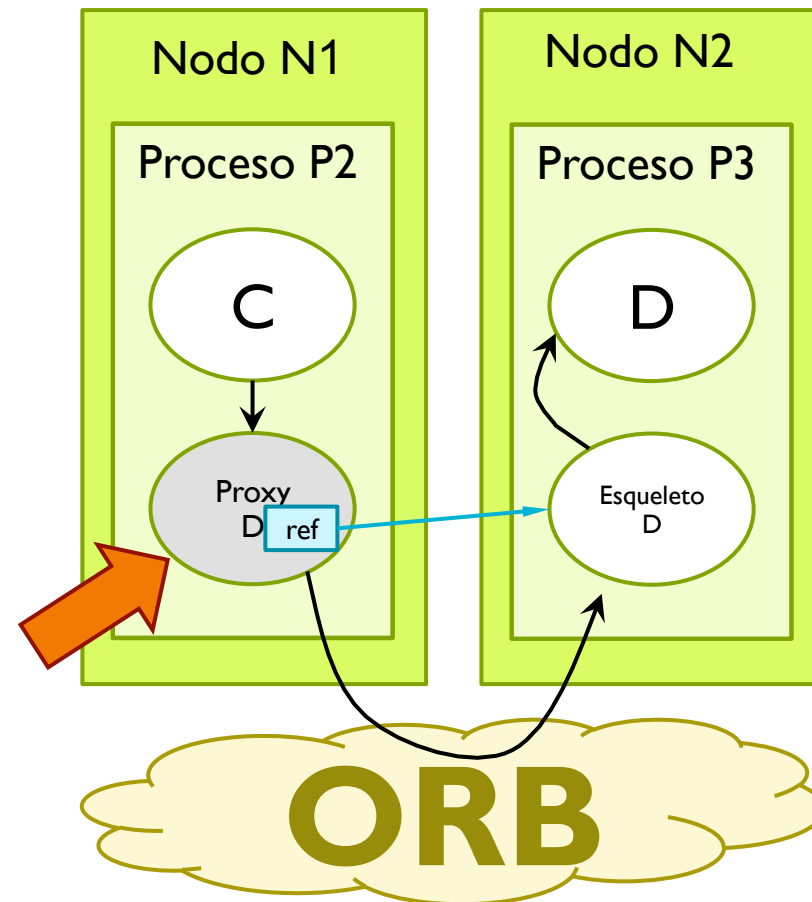 Nodo N1
Proceso P2
C
Proxy
D
ref
Nodo N2
Proceso P3
D
Esqueleto
D
ORB